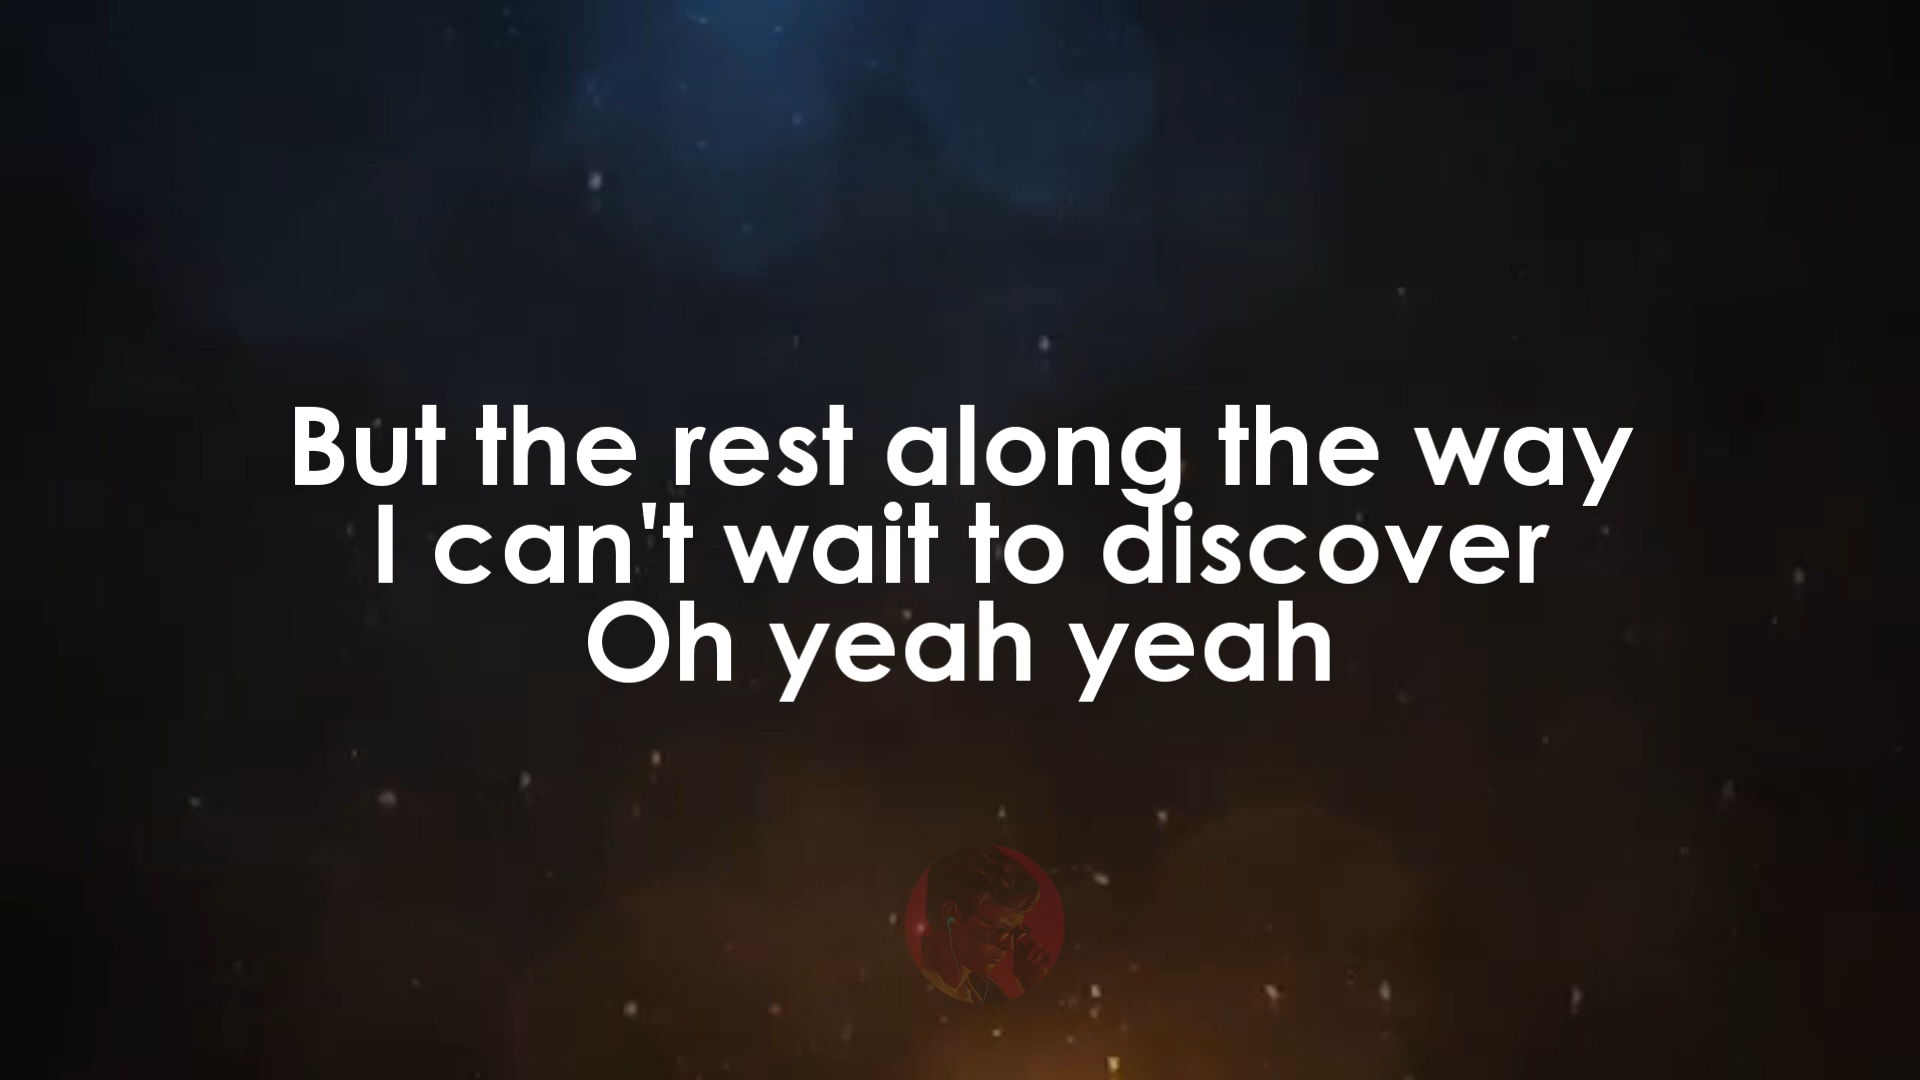 But the rest along the way
I can't wait to discover
Oh yeah yeah